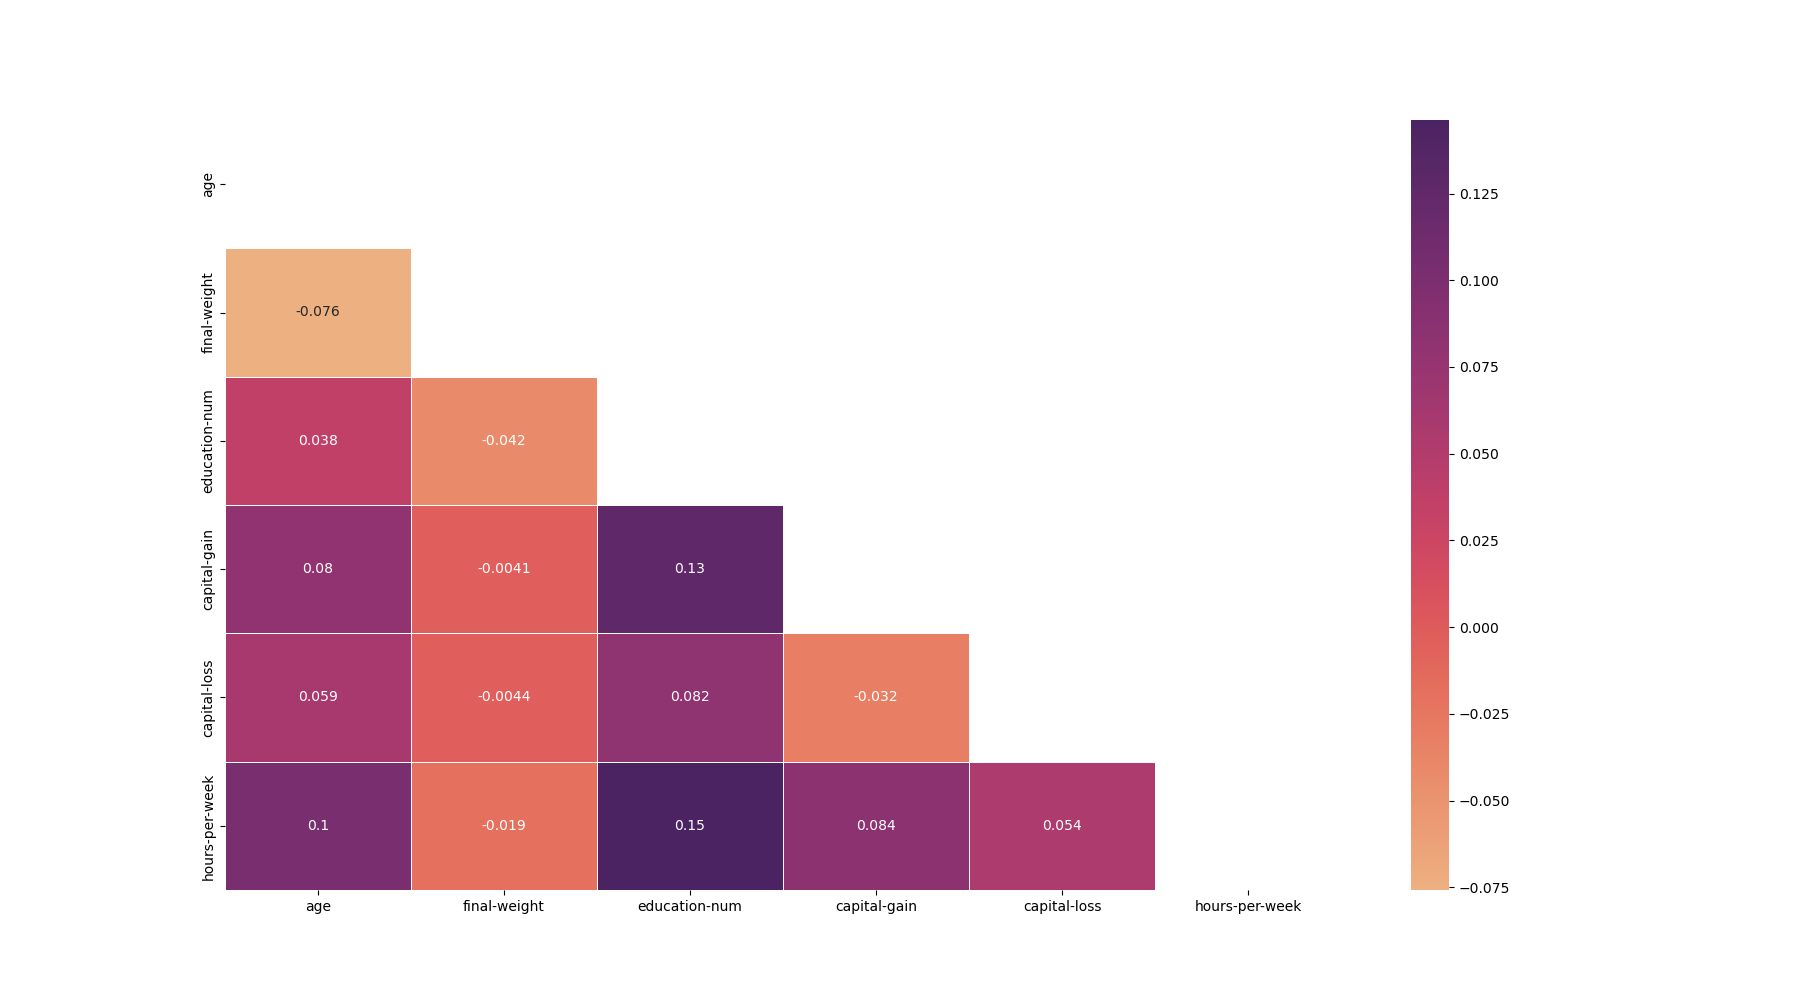 age
final-weight
-0.076
education-num
0.038 -0.042
capital-gain
0.08 -0.0041 0.13
capital-loss
0.059 -0.0044 0.082 -0.032
hours-per-week
0.1 -0.019 0.15 0.084 0.054
age final-weight education-num capital-gain capital-loss hours-per-week
0.125
0.100
0.075
0.050
0.025
0.000
−0.025
−0.050
−0.075